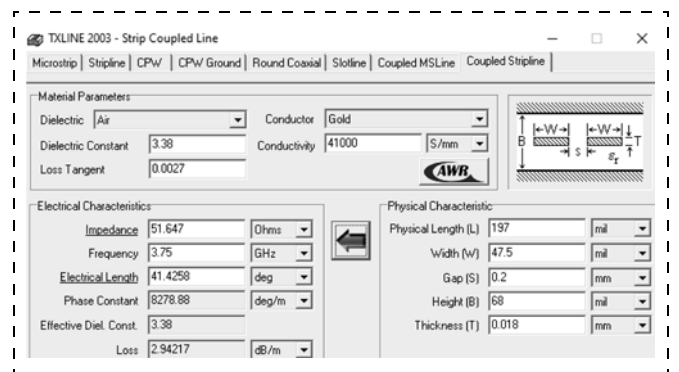 TXLINE 2003 - Strip Coupled Line
Microstrip Stripline CPW CPW Ground Round Coaxial Slotline Coupled MSLine Coupled Stripline
Material Parameters
Dielectric Air Conductor Gold
Dielectric Constant 3.38 Conductivity 41000 S/mm
Loss Tangent 0.0027 AWR
B W W T
S εr
Electrical Characteristics Physical Characteristic
Impedance 51.647 Ohms Physical Length (L) 197 mil
Frequency 3.75 GHz Width (W) 47.5 mil
Electrical Length 41.4258 deg Gap (S) 0.2 mm
Phase Constant 8278.88 deg/m Height (B) 68 mil
Effective Diel. Const. 3.38 Thickness (T) 0.018 mm
Loss 2.94217 dB/m